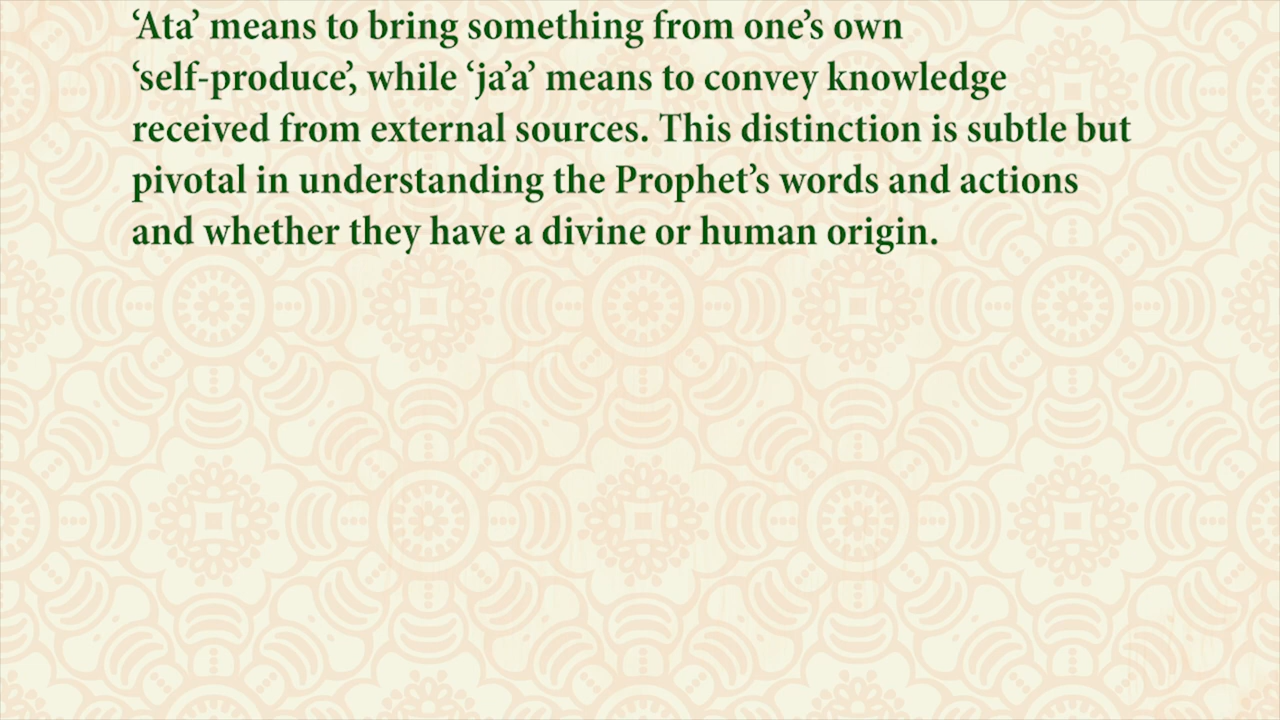 ‘Ata’ means to bring something from one’s own
‘self-produce’, while ‘ja’a’ means to convey knowledge
received from external sources. This distinction is subtle but
pivotal in understanding the Prophet’s words and actions
and whether they have a divine or human origin.